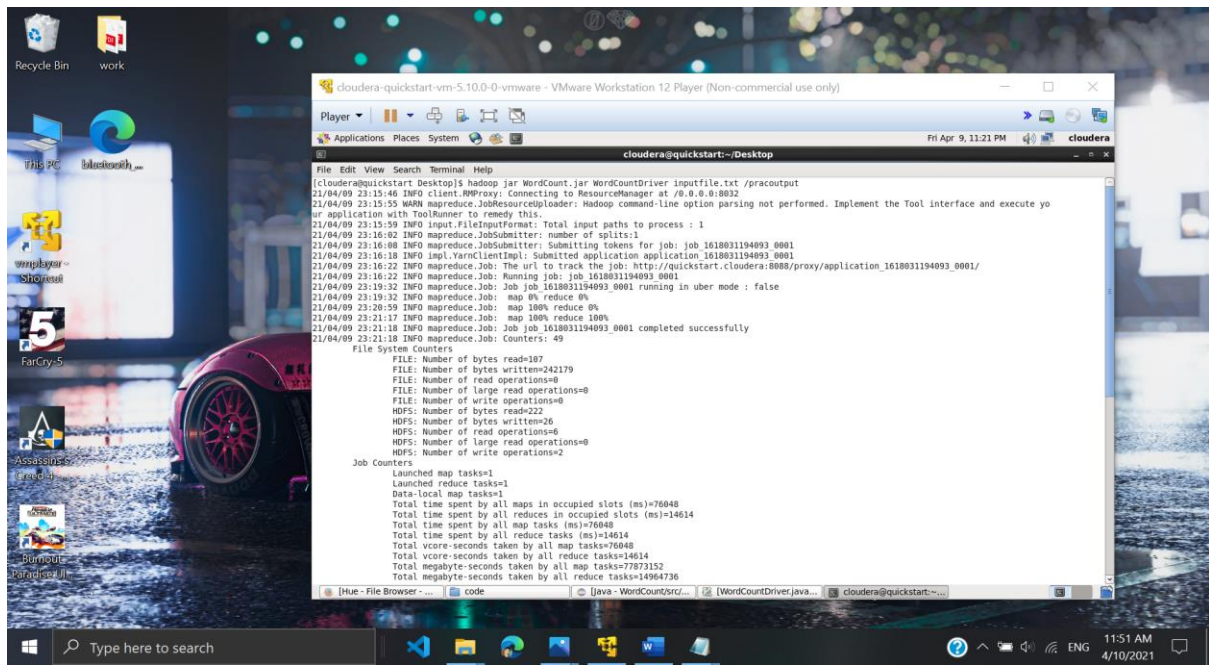 Recycle Bin
work
This PC
bluetooth_...
vmplayer - Shortcut
FarCry-5
Assassin's Creed 4 ...
Burnout Paradise Ul...
cloudera-quickstart-vm-5.10.0-0-vmware - VMware Workstation 12 Player (Non-commercial use only)
Player
Applications Places System
Fri Apr 9, 11:21 PM
cloudera
cloudera@quickstart:~/Desktop
File Edit View Search Terminal Help
[cloudera@quickstart Desktop]$ hadoop jar WordCount.jar WordCountDriver inputfile.txt /pracoutput
21/04/09 23:15:46 INFO client.RMProxy: Connecting to ResourceManager at /0.0.0.0:8032
21/04/09 23:15:55 WARN mapreduce.JobResourceUploader: Hadoop command-line option parsing not performed. Implement the Tool interface and execute yo
ur application with ToolRunner to remedy this.
21/04/09 23:15:59 INFO input.FileInputFormat: Total input paths to process : 1
21/04/09 23:16:02 INFO mapreduce.JobSubmitter: number of splits:1
21/04/09 23:16:08 INFO mapreduce.JobSubmitter: Submitting tokens for job: job_1618031194093_0001
21/04/09 23:16:18 INFO impl.YarnClientImpl: Submitted application application_1618031194093_0001
21/04/09 23:16:22 INFO mapreduce.Job: The url to track the job: http://quickstart.cloudera:8088/proxy/application_1618031194093_0001/
21/04/09 23:16:22 INFO mapreduce.Job: Running job: job_1618031194093_0001
21/04/09 23:19:32 INFO mapreduce.Job: Job job_1618031194093_0001 running in uber mode : false
21/04/09 23:19:32 INFO mapreduce.Job:  map 0% reduce 0%
21/04/09 23:20:59 INFO mapreduce.Job:  map 100% reduce 0%
21/04/09 23:21:17 INFO mapreduce.Job:  map 100% reduce 100%
21/04/09 23:21:18 INFO mapreduce.Job: Job job_1618031194093_0001 completed successfully
21/04/09 23:21:18 INFO mapreduce.Job: Counters: 49
File System Counters
FILE: Number of bytes read=107
FILE: Number of bytes written=242179
FILE: Number of read operations=0
FILE: Number of large read operations=0
FILE: Number of write operations=0
HDFS: Number of bytes read=222
HDFS: Number of bytes written=26
HDFS: Number of read operations=6
HDFS: Number of large read operations=0
HDFS: Number of write operations=2
Job Counters
Launched map tasks=1
Launched reduce tasks=1
Data-local map tasks=1
Total time spent by all maps in occupied slots (ms)=76048
Total time spent by all reduces in occupied slots (ms)=14614
Total time spent by all map tasks (ms)=76048
Total time spent by all reduce tasks (ms)=14614
Total vcore-seconds taken by all map tasks=76048
Total vcore-seconds taken by all reduce tasks=14614
Total megabyte-seconds taken by all map tasks=77873152
Total megabyte-seconds taken by all reduce tasks=14964736
[Hue - File Browser - ...
code
[Java - WordCount/src/...
[WordCountDriver.java...
cloudera@quickstart:~...
Type here to search
ENG
11:51 AM
4/10/2021